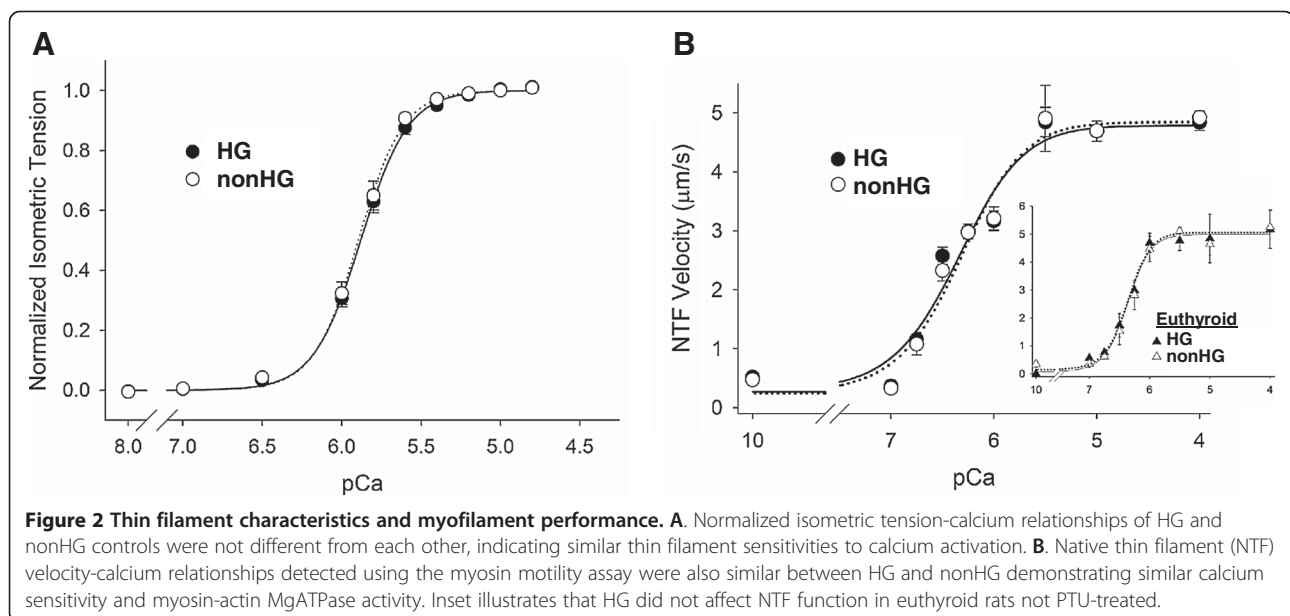 A
Normalized Isometric Tension
1.0
0.8
0.6
0.4
0.2
0.0
HG
nonHG
8.0 7.0 6.5 6.0 5.5 5.0 4.5
pCa
B
NTF Velocity (μm/s)
5
4
3
2
1
0
HG
nonHG
10 7 6 5 4
pCa
6
5
4
3
2
1
0
Euthyroid
HG
nonHG
10 7 6 5 4
Figure 2 Thin filament characteristics and myofilament performance. A. Normalized isometric tension-calcium relationships of HG and
nonHG controls were not different from each other, indicating similar thin filament sensitivities to calcium activation. B. Native thin filament (NTF)
velocity-calcium relationships detected using the myosin motility assay were also similar between HG and nonHG demonstrating similar calcium
sensitivity and myosin-actin MgATPase activity. Inset illustrates that HG did not affect NTF function in euthyroid rats not PTU-treated.